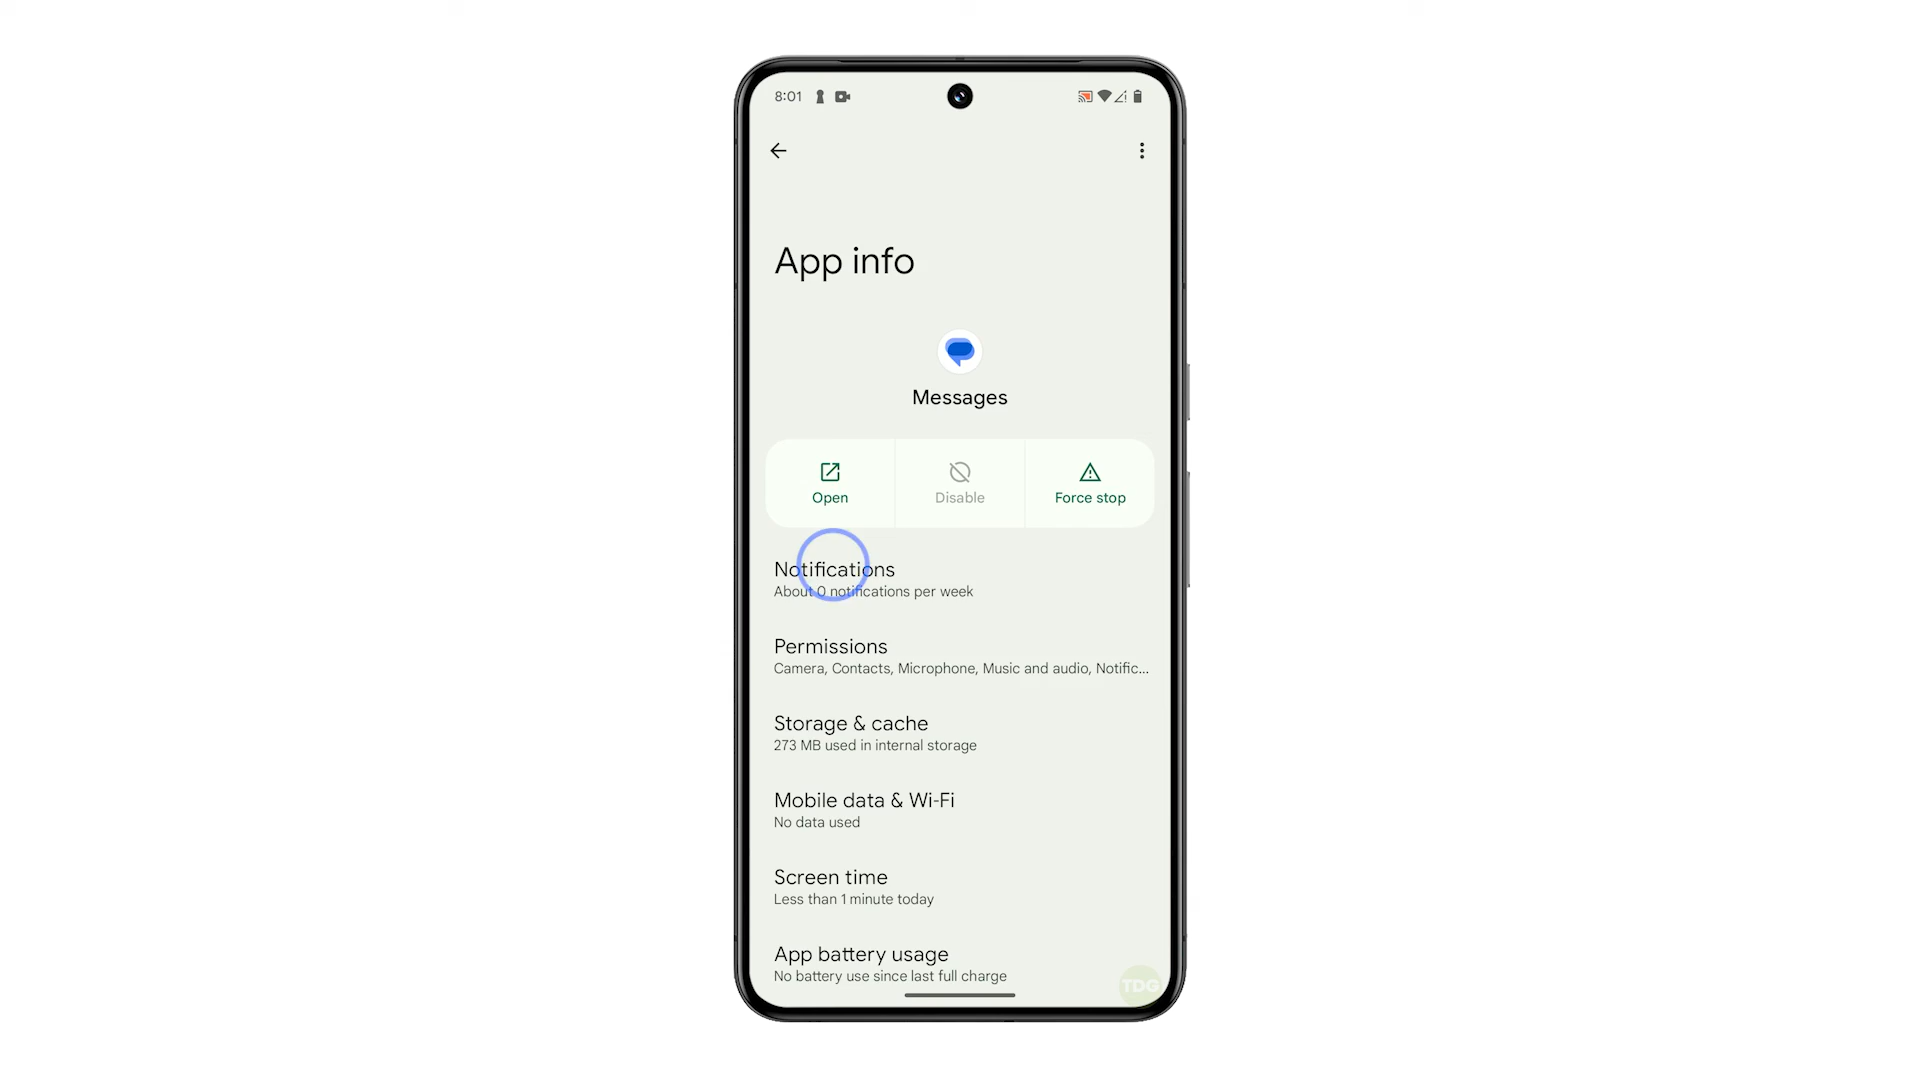 8:01
App info
Messages
Open
Disable
Force stop
Notifications
About 0 notifications per week
Permissions
Camera, Contacts, Microphone, Music and audio, Notific...
Storage & cache
273 MB used in internal storage
Mobile data & Wi-Fi
No data used
Screen time
Less than 1 minute today
App battery usage
No battery use since last full charge
TDG